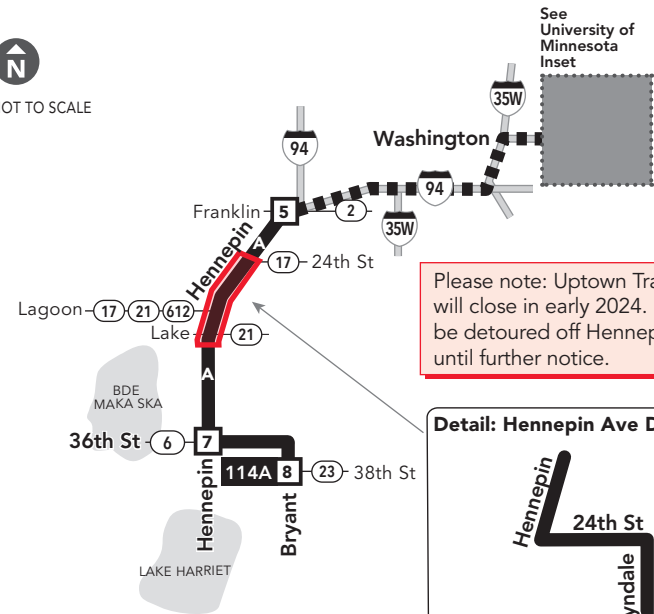 See
University of
Minnesota
Inset
N
OT TO SCALE
35W
Washington
94
94
Franklin
5
2
35W
Hennepin
A
17
24th St
Lagoon
17
21
612
Lake
21
Please note: Uptown Tra
will close in early 2024.
be detoured off Hennep
until further notice.
A
BDE
MAKA SKA
Detail: Hennepin Ave D
36th St
6
7
114A
8
23
38th St
Hennepin
Bryant
Hennepin
24th St
yndale
LAKE HARRIET